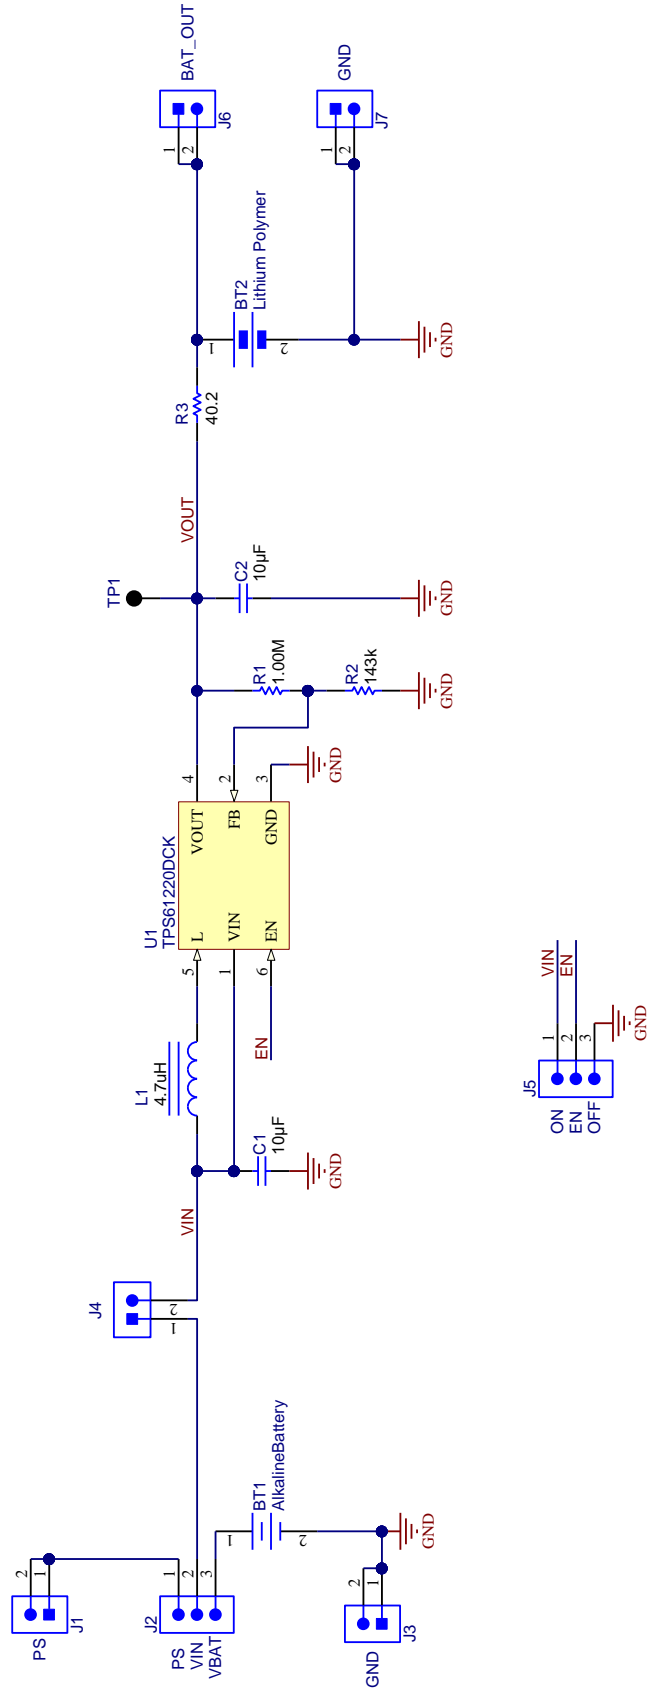 PS
J1
2
1
PS
VIN
VBAT
J2
1
2
3
GND
J3
2
1
BT1
AlkalineBattery
1
2
GND
J4
1
2
VIN
L1
4.7uH
C1
10µF
GND
EN
U1
TPS61220DCK
5
L
1
VIN
6
EN
VOUT
4
FB
2
GND
3
GND
R1
1.00M
R2
143k
GND
TP1
C2
10µF
GND
VOUT
R3
40.2
BT2
Lithium Polymer
1
2
GND
BAT_OUT
J6
1
2
GND
J7
1
2
J5
ON
EN
OFF
1
2
3
VIN
EN
GND